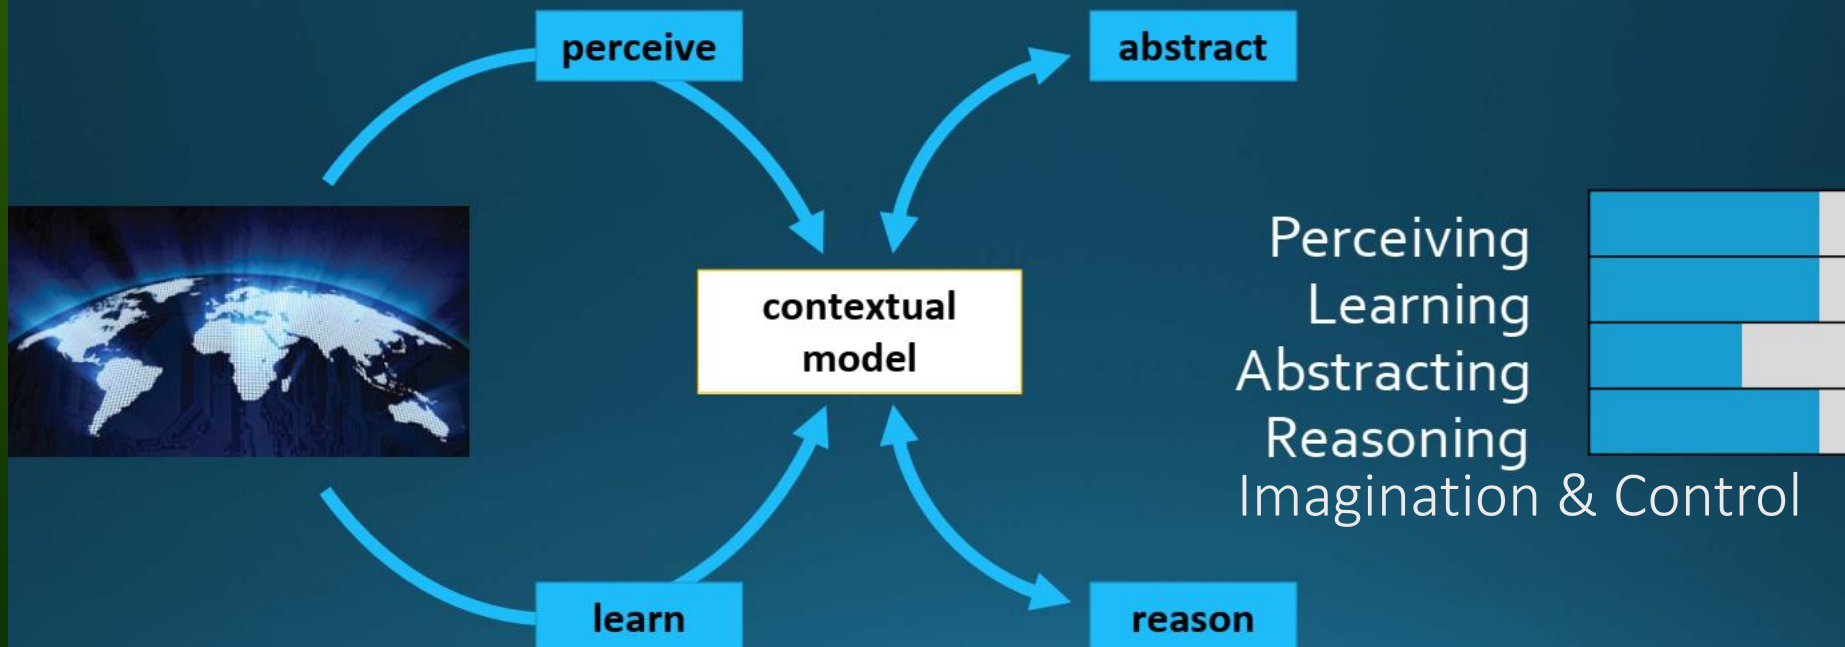 perceive
abstract
contextual
model
learn
reason
Perceiving
Learning
Abstracting
Reasoning
Imagination & Control